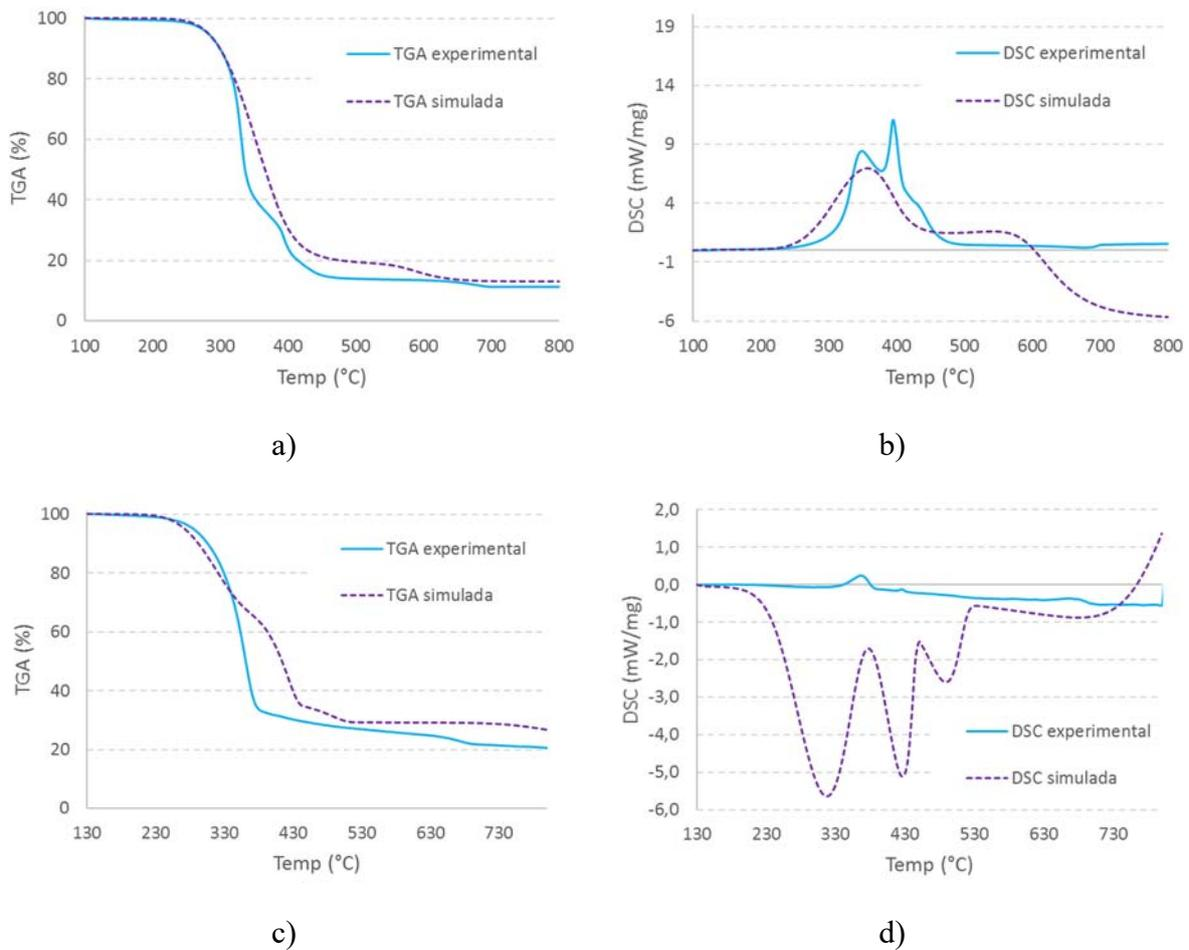 100
80
60
40
20
0
TGA (%)
TGA experimental
TGA simulada
100 200 300 400 500 600 700 800
Temp (°C)
a)
19
14
9
4
-1
-6
DSC (mW/mg)
DSC experimental
DSC simulada
100 200 300 400 500 600 700 800
Temp (°C)
b)
100
80
60
40
20
0
TGA (%)
TGA experimental
TGA simulada
130 230 330 430 530 630 730
Temp (°C)
c)
2,0
1,0
0,0
-1,0
-2,0
-3,0
-4,0
-5,0
-6,0
DSC (mW/mg)
DSC experimental
DSC simulada
130 230 330 430 530 630 730
Temp (°C)
d)